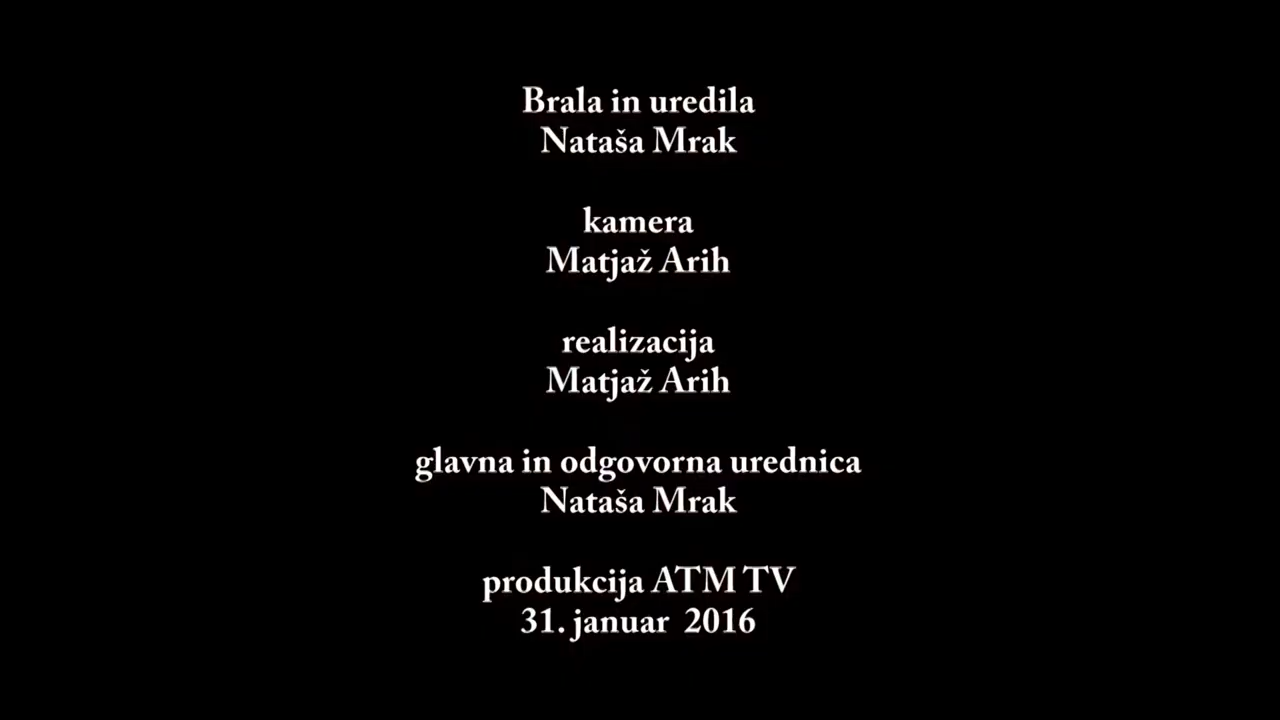 Brala in uredila
Nataša Mrak
kamera
Matjaž Arih
realizacija
Matjaž Arih
glavna in odgovorna urednica
Nataša Mrak
produkcija ATM TV
31. januar 2016